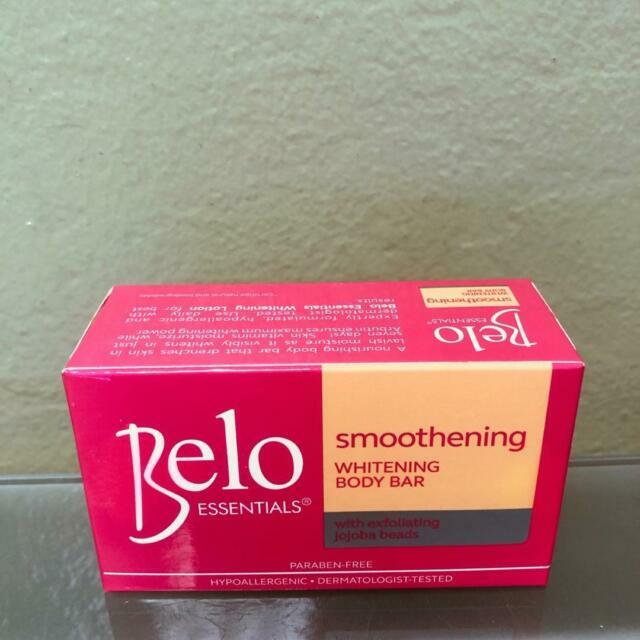 A nourishing body bar that drenches skin in
lavish moisture as it visibly whitens in just
seven days! Skin vitamins moisturize, while
Arbutin ensures maximum whitening power.
Expertly formulated, hypoallergenic and
dermatologist tested. Use daily with
Belo Essentials Whitening Lotion for best
results.
Belo
ESSENTIALS®
smoothening
WHITENING
BODY BAR
Belo
ESSENTIALS®
smoothening
WHITENING
BODY BAR
with exfoliating
jojoba beads
PARABEN-FREE
HYPOALLERGENIC • DERMATOLOGIST-TESTED